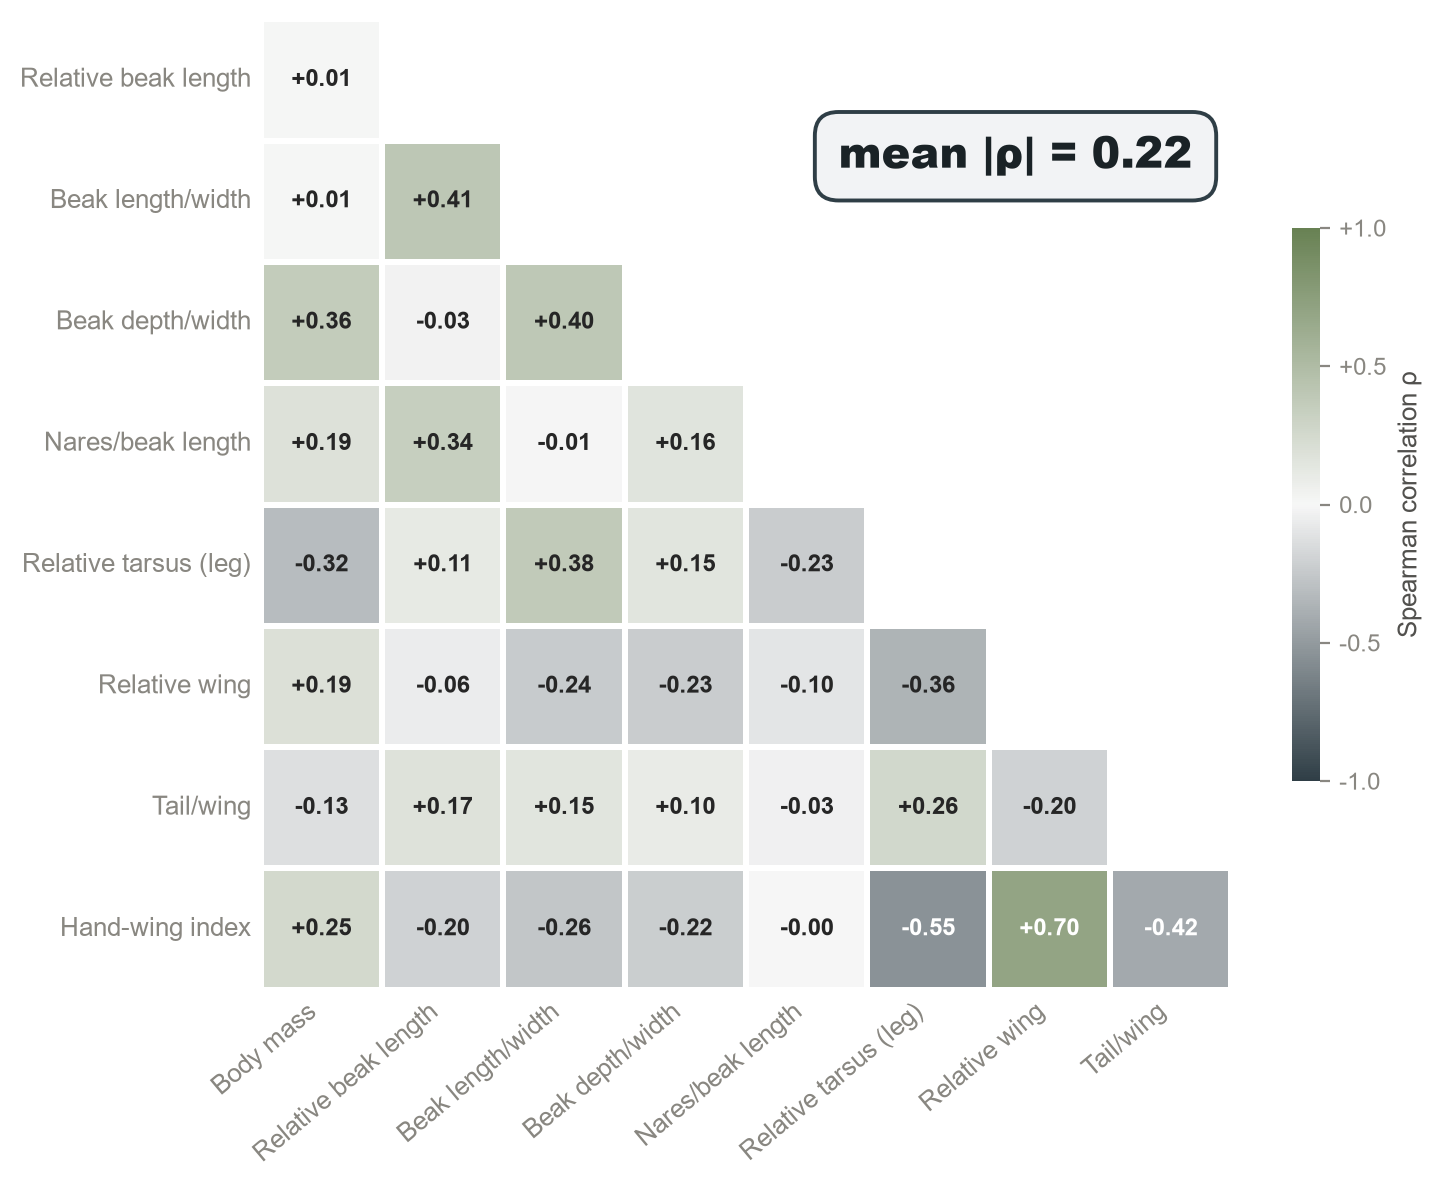 Relative beak length +0.01
mean |ρ| = 0.22
Beak length/width +0.01 +0.41
+1.0
Beak depth/width +0.36 -0.03 +0.40
+0.5
Nares/beak length +0.19 +0.34 -0.01 +0.16
0.0
Spearman correlation ρ
Relative tarsus (leg) -0.32 +0.11 +0.38 +0.15 -0.23
-0.5
Relative wing +0.19 -0.06 -0.24 -0.23 -0.10 -0.36
-1.0
Tail/wing -0.13 +0.17 +0.15 +0.10 -0.03 +0.26 -0.20
Hand-wing index +0.25 -0.20 -0.26 -0.22 -0.00 -0.55 +0.70 -0.42
Body mass
Relative beak length
Beak length/width
Beak depth/width
Nares/beak length
Relative tarsus (leg)
Relative wing
Tail/wing